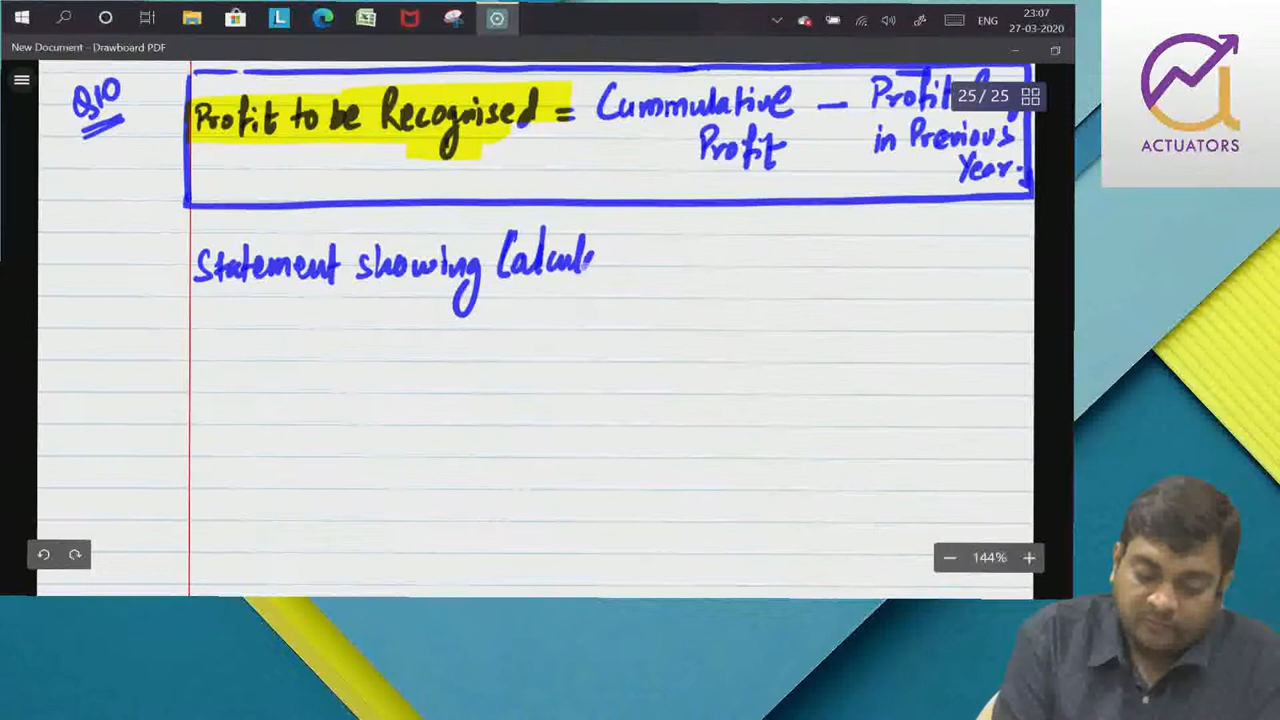 23:07
ENG
27-03-2020
New Document - Drawboard PDF
Q10
Profit to be Recognised = Cummulative Profit – Profit
in Previous
Year.
25 / 25
ACTUATORS
Statement showing Calcul
144%